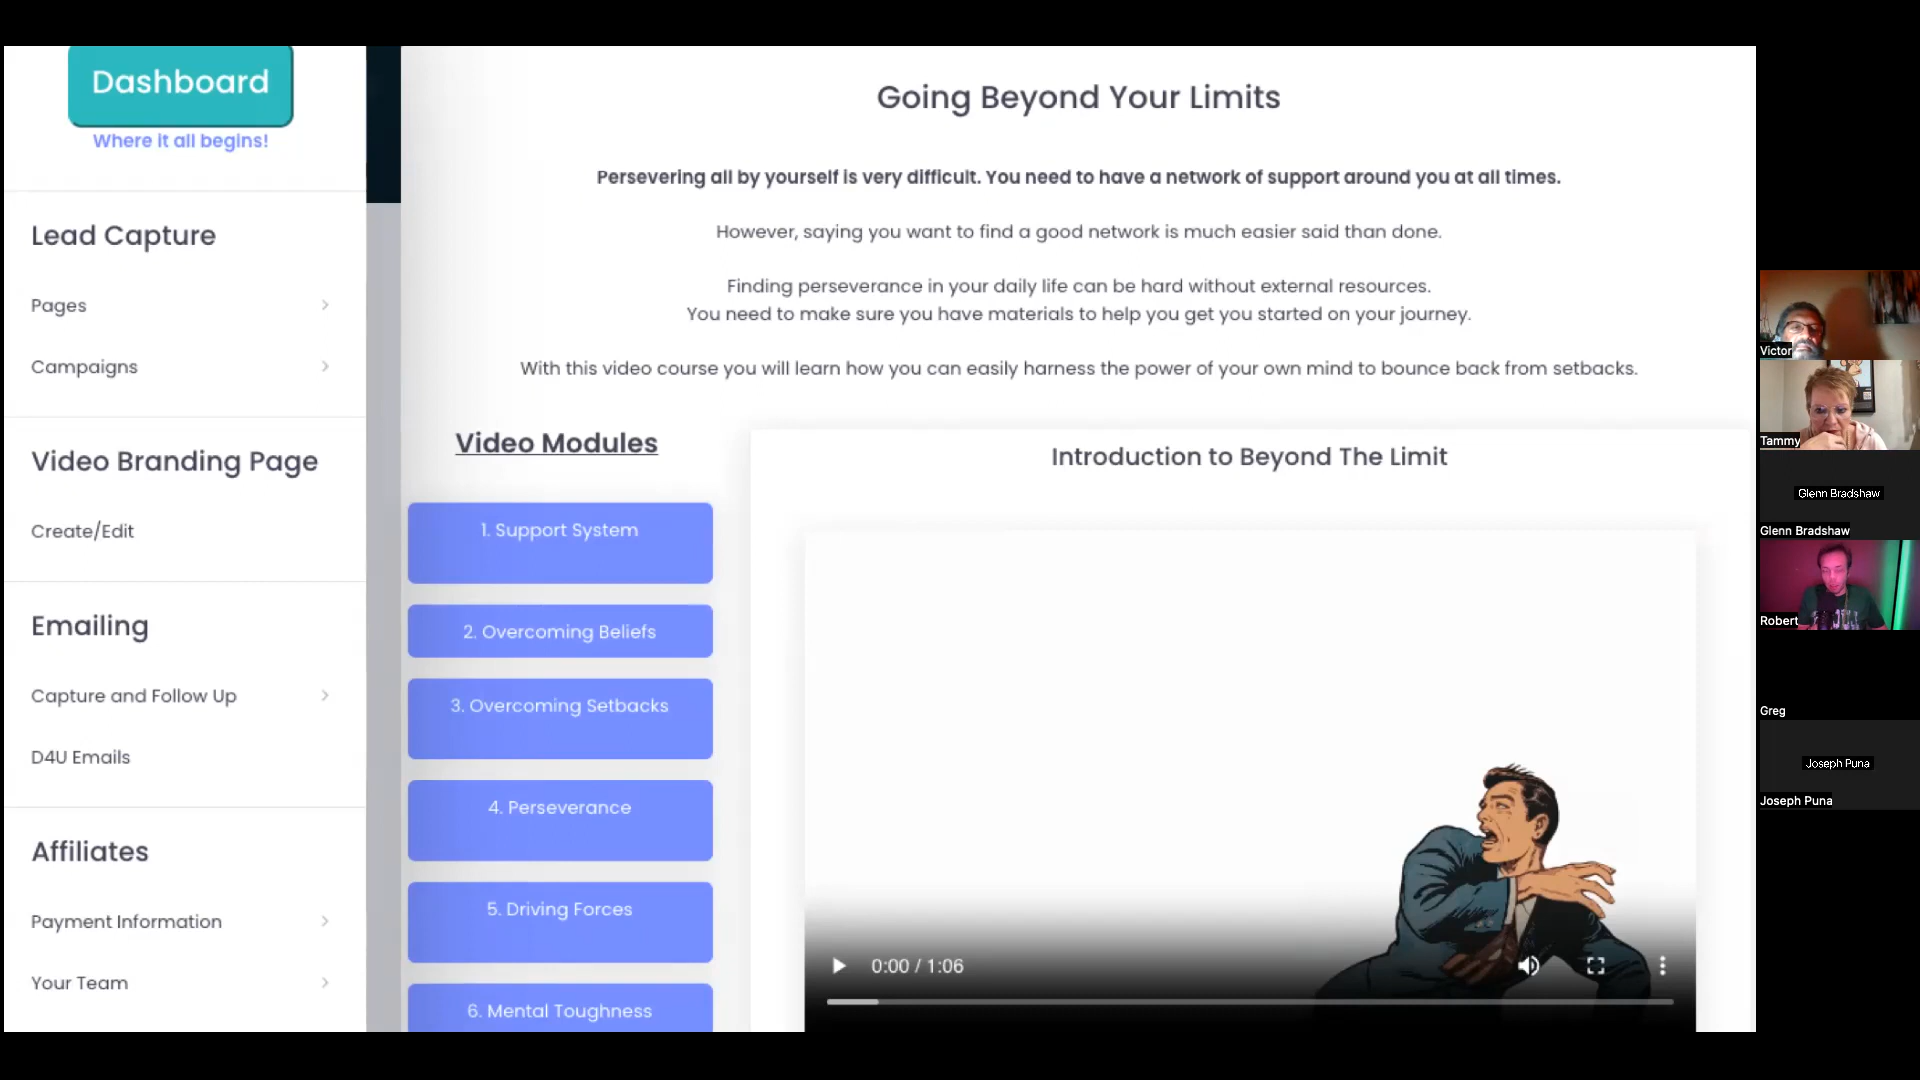 Dashboard
Where it all begins!
Lead Capture
Pages
Campaigns
Video Branding Page
Create/Edit
Emailing
Capture and Follow Up
D4U Emails
Affiliates
Payment Information
Your Team
Going Beyond Your Limits
Persevering all by yourself is very difficult. You need to have a network of support around you at all times.
However, saying you want to find a good network is much easier said than done.
Finding perseverance in your daily life can be hard without external resources.
You need to make sure you have materials to help you get you started on your journey.
With this video course you will learn how you can easily harness the power of your own mind to bounce back from setbacks.
Video Modules
1. Support System
2. Overcoming Beliefs
3. Overcoming Setbacks
4. Perseverance
5. Driving Forces
6. Mental Toughness
Introduction to Beyond The Limit
0:00 / 1:06
Victor
Tammy
Glenn Bradshaw
Glenn Bradshaw
Robert
Greg
Joseph Puna
Joseph Puna